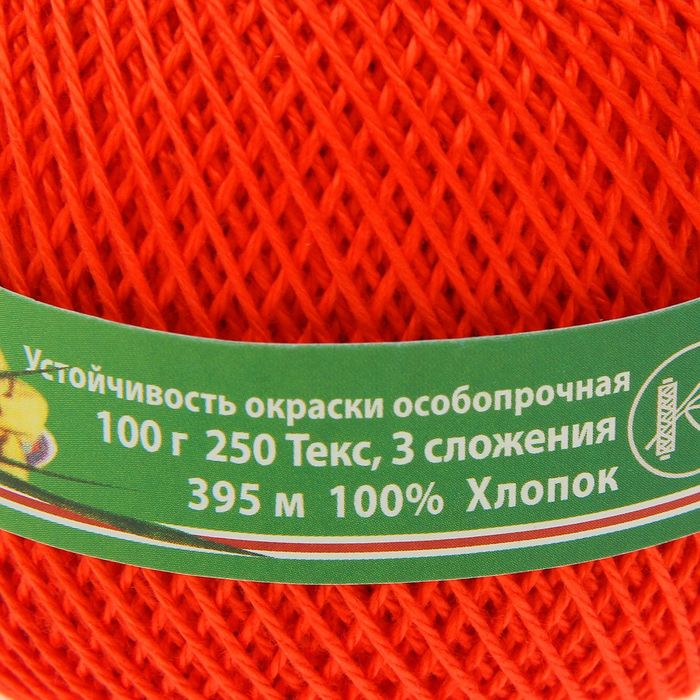 Устойчивость окраски особопрочная
100 г 250 Текс, 3 сложения
395 м 100% Хлопок